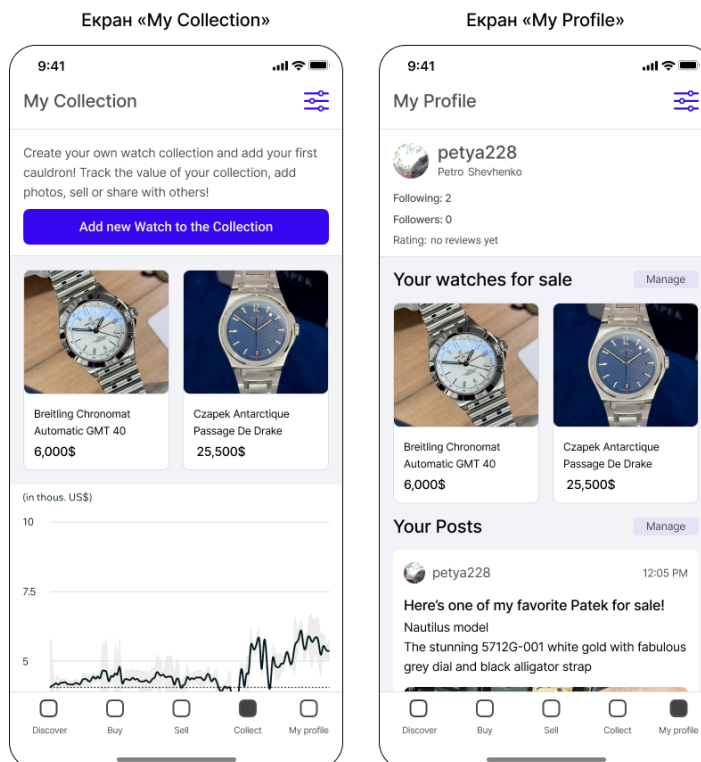 Екран «My Collection»
9:41
My Collection
Create your own watch collection and add your first
cauldron! Track the value of your collection, add
photos, sell or share with others!
Add new Watch to the Collection
Breitling Chronomat
Automatic GMT 40
6,000$
Czapek Antarctique
Passage De Drake
25,500$
(in thous. US$)
10
7.5
5
Discover
Buy
Sell
Collect
My profile
Екран «My Profile»
9:41
My Profile
petya228
Petro Shevhenko
Following: 2
Followers: 0
Rating: no reviews yet
Your watches for sale
Manage
Breitling Chronomat
Automatic GMT 40
6,000$
Czapek Antarctique
Passage De Drake
25,500$
Your Posts
Manage
petya228
12:05 PM
Here’s one of my favorite Patek for sale!
Nautilus model
The stunning 5712G-001 white gold with fabulous
grey dial and black alligator strap
Discover
Buy
Sell
Collect
My profile